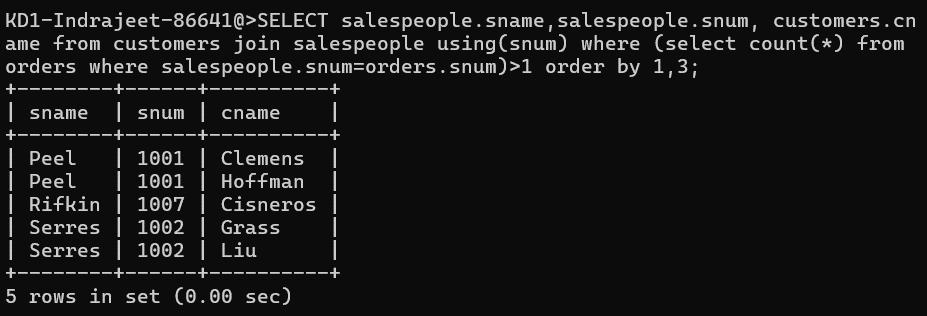 KD1-Indrajeet-86641@>SELECT salespeople.sname,salespeople.snum, customers.cn
ame from customers join salespeople using(snum) where (select count(*) from
orders where salespeople.snum=orders.snum)>1 order by 1,3;
+--------+------+----------+
| sname  | snum | cname    |
+--------+------+----------+
| Peel   | 1001 | Clemens  |
| Peel   | 1001 | Hoffman  |
| Rifkin | 1007 | Cisneros |
| Serres | 1002 | Grass    |
| Serres | 1002 | Liu      |
+--------+------+----------+
5 rows in set (0.00 sec)